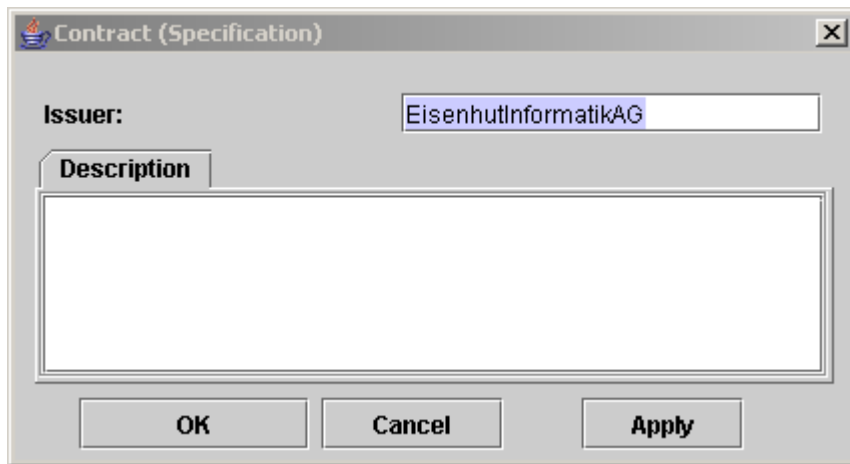 Contract (Specification)
Issuer: EisenhutInformatikAG
Description
OK Cancel Apply